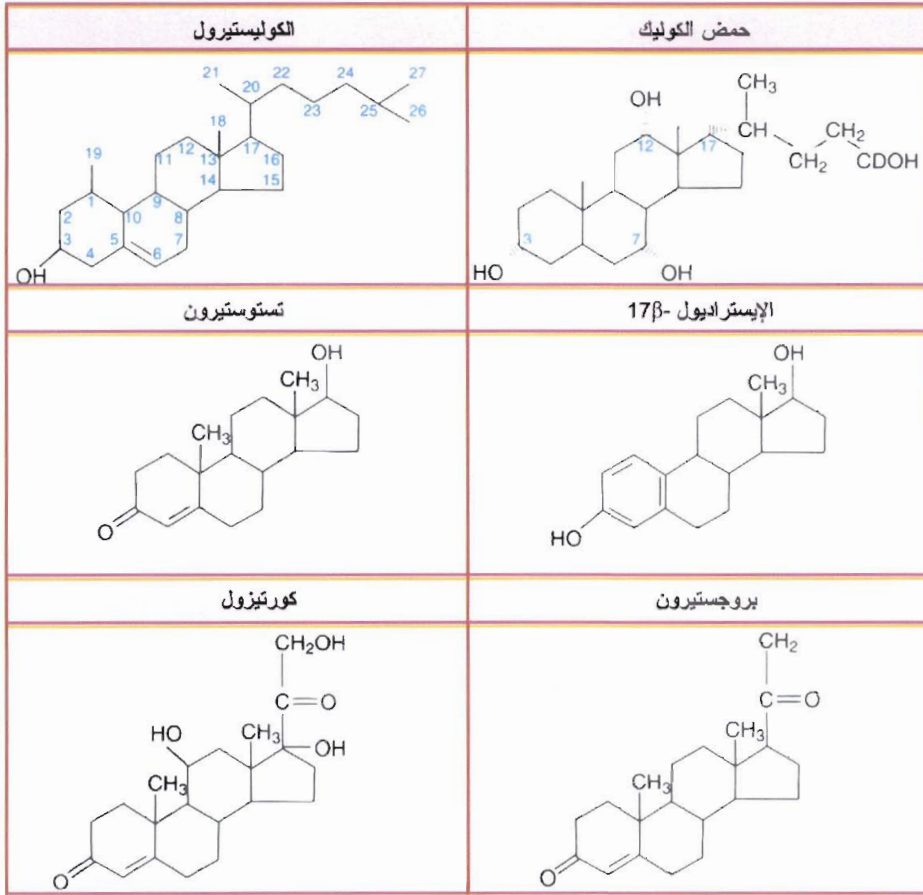 حمض الكوليك
الكوليستيرول
CH₃
OH
12
17
CH₂
CH₂
CDOH
3
7
HO
OH
21
22
24
27
20
25
23
26
18
17
12
11
13
16
19
14
15
1
9
2
10
8
3
5
7
4
6
OH
الإيستراديول -17β
تستوستيرون
OH
CH₃
HO
OH
CH₃
CH₃
O
بروجستيرون
كورتيزول
CH₂
C=O
CH₃
CH₃
O
CH₂OH
C=O
HO
CH₃
OH
CH₃
O